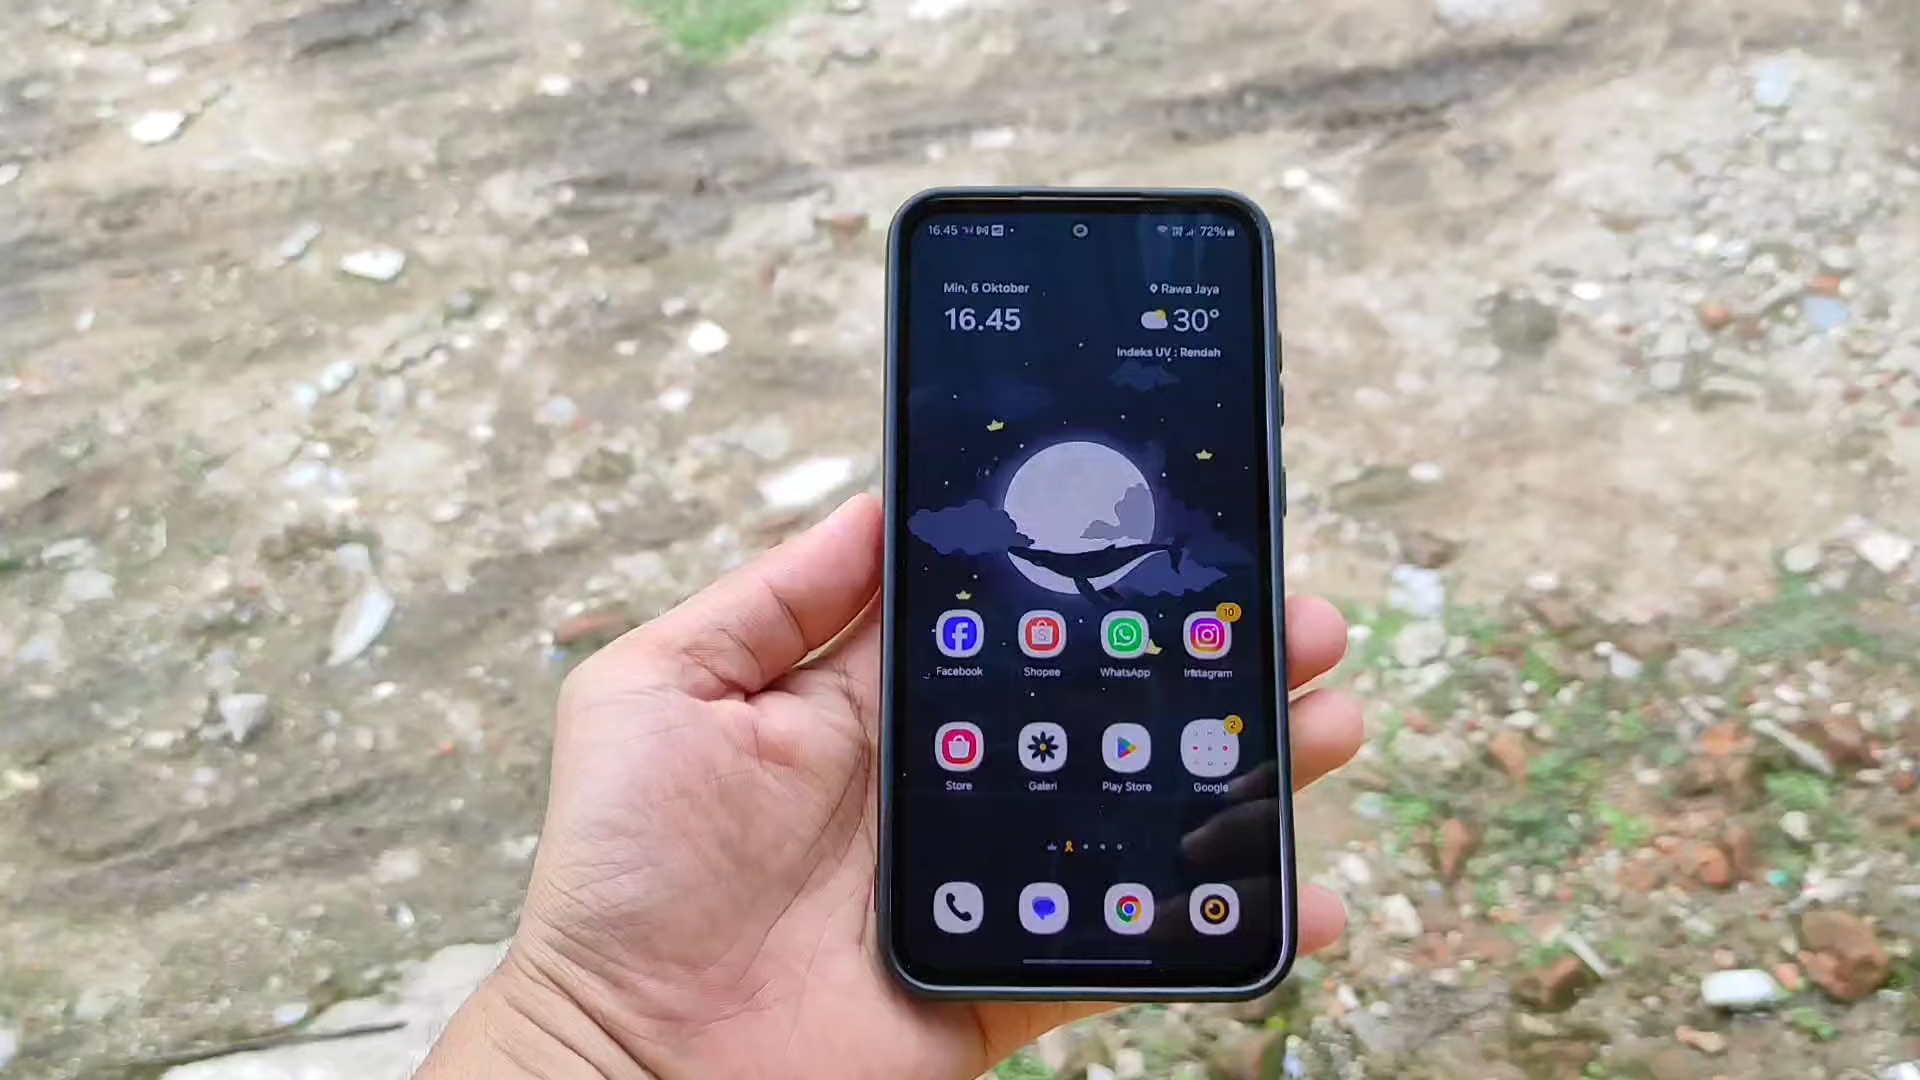 16.45
72%
Min, 6 Oktober
Rawa Jaya
16.45
30°
Indeks UV : Rendah
10
Facebook
Shopee
WhatsApp
Instagram
2
Store
Galeri
Play Store
Google